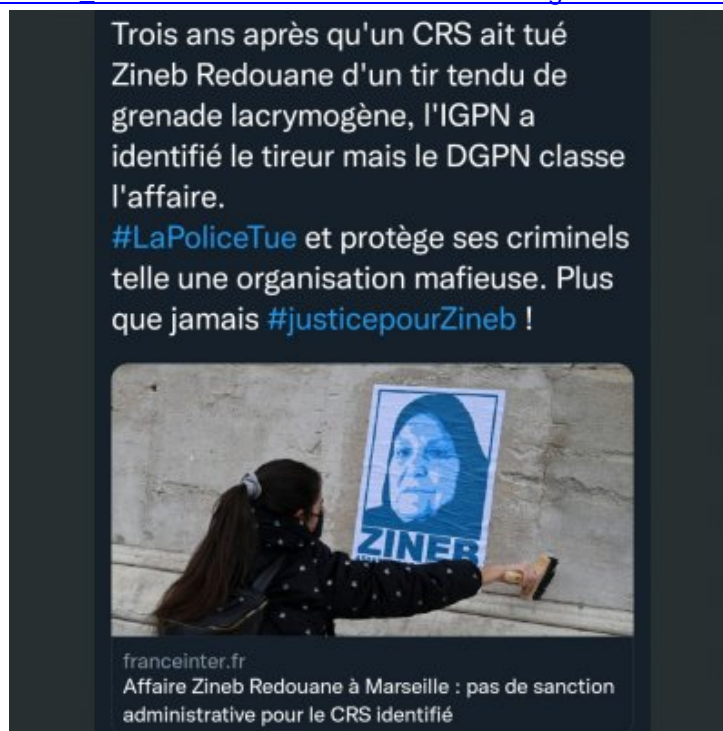 Trois ans après qu'un CRS ait tué
Zineb Redouane d'un tir tendu de
grenade lacrymogène, l'IGPN a
identifié le tireur mais le DGPN classe
l'affaire.
#LaPoliceTue et protège ses criminels
telle une organisation mafieuse. Plus
que jamais #justicepourZineb !
ZINEB
franceinter.fr
Affaire Zineb Redouane à Marseille : pas de sanction
administrative pour le CRS identifié